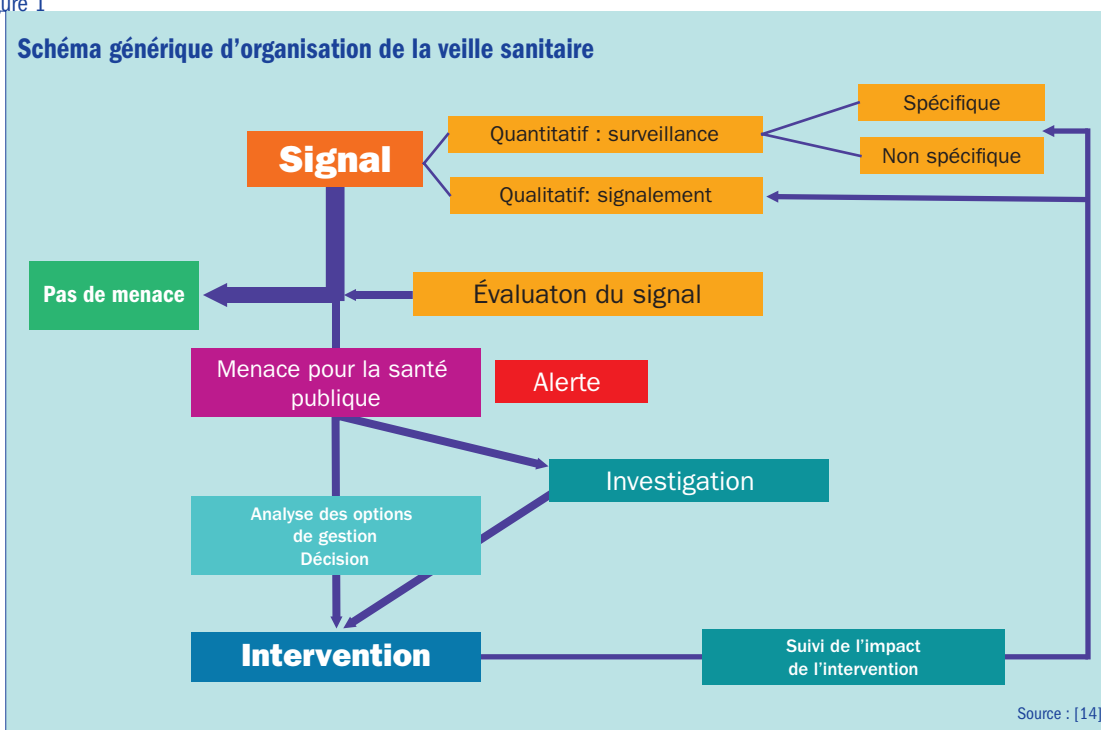 ure 1
Schéma générique d'organisation de la veille sanitaire
Spécifique
Quantitatif : surveillance
Signal
Non spécifique
Qualitatif: signalement
Pas de menace
Évaluaton du signal
Menace pour la santé
publique
Alerte
Investigation
Analyse des options
de gestion
Décision
Intervention
Suivi de l'impact
de l'intervention
Source : [14]